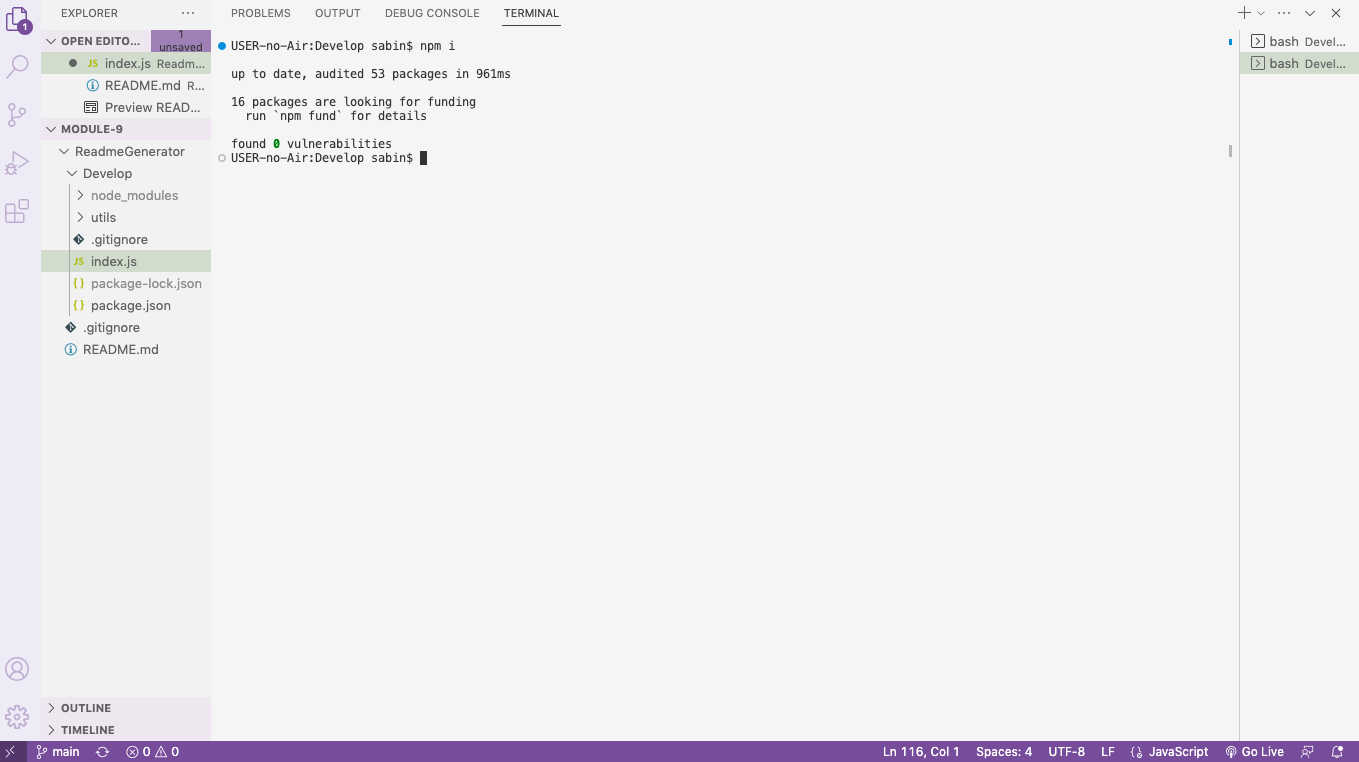 EXPLORER
PROBLEMS OUTPUT DEBUG CONSOLE TERMINAL
1
OPEN EDITO...
1
unsaved
JS index.js Readm...
README.md R...
Preview READ...
MODULE-9
ReadmeGenerator
Develop
node_modules
utils
.gitignore
JS index.js
{} package-lock.json
{} package.json
.gitignore
README.md
OUTLINE
TIMELINE
USER-no-Air:Develop sabin$ npm i
up to date, audited 53 packages in 961ms
16 packages are looking for funding
run `npm fund` for details
found 0 vulnerabilities
USER-no-Air:Develop sabin$
bash Devel...
bash Devel...
main 0 0 Ln 116, Col 1 Spaces: 4 UTF-8 LF {} JavaScript Go Live